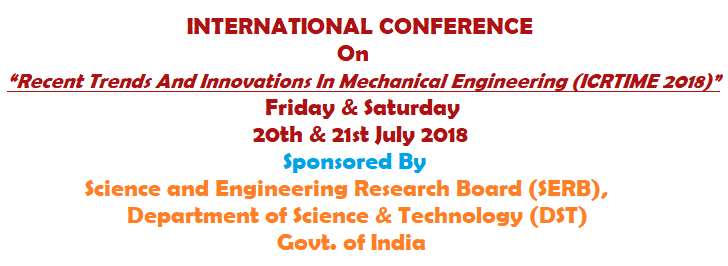 INTERNATIONAL CONFERENCE
On
“Recent Trends And Innovations In Mechanical Engineering (ICRTIME 2018)”
Friday & Saturday
20th & 21st July 2018
Sponsored By
Science and Engineering Research Board (SERB),
Department of Science & Technology (DST)
Govt. of India